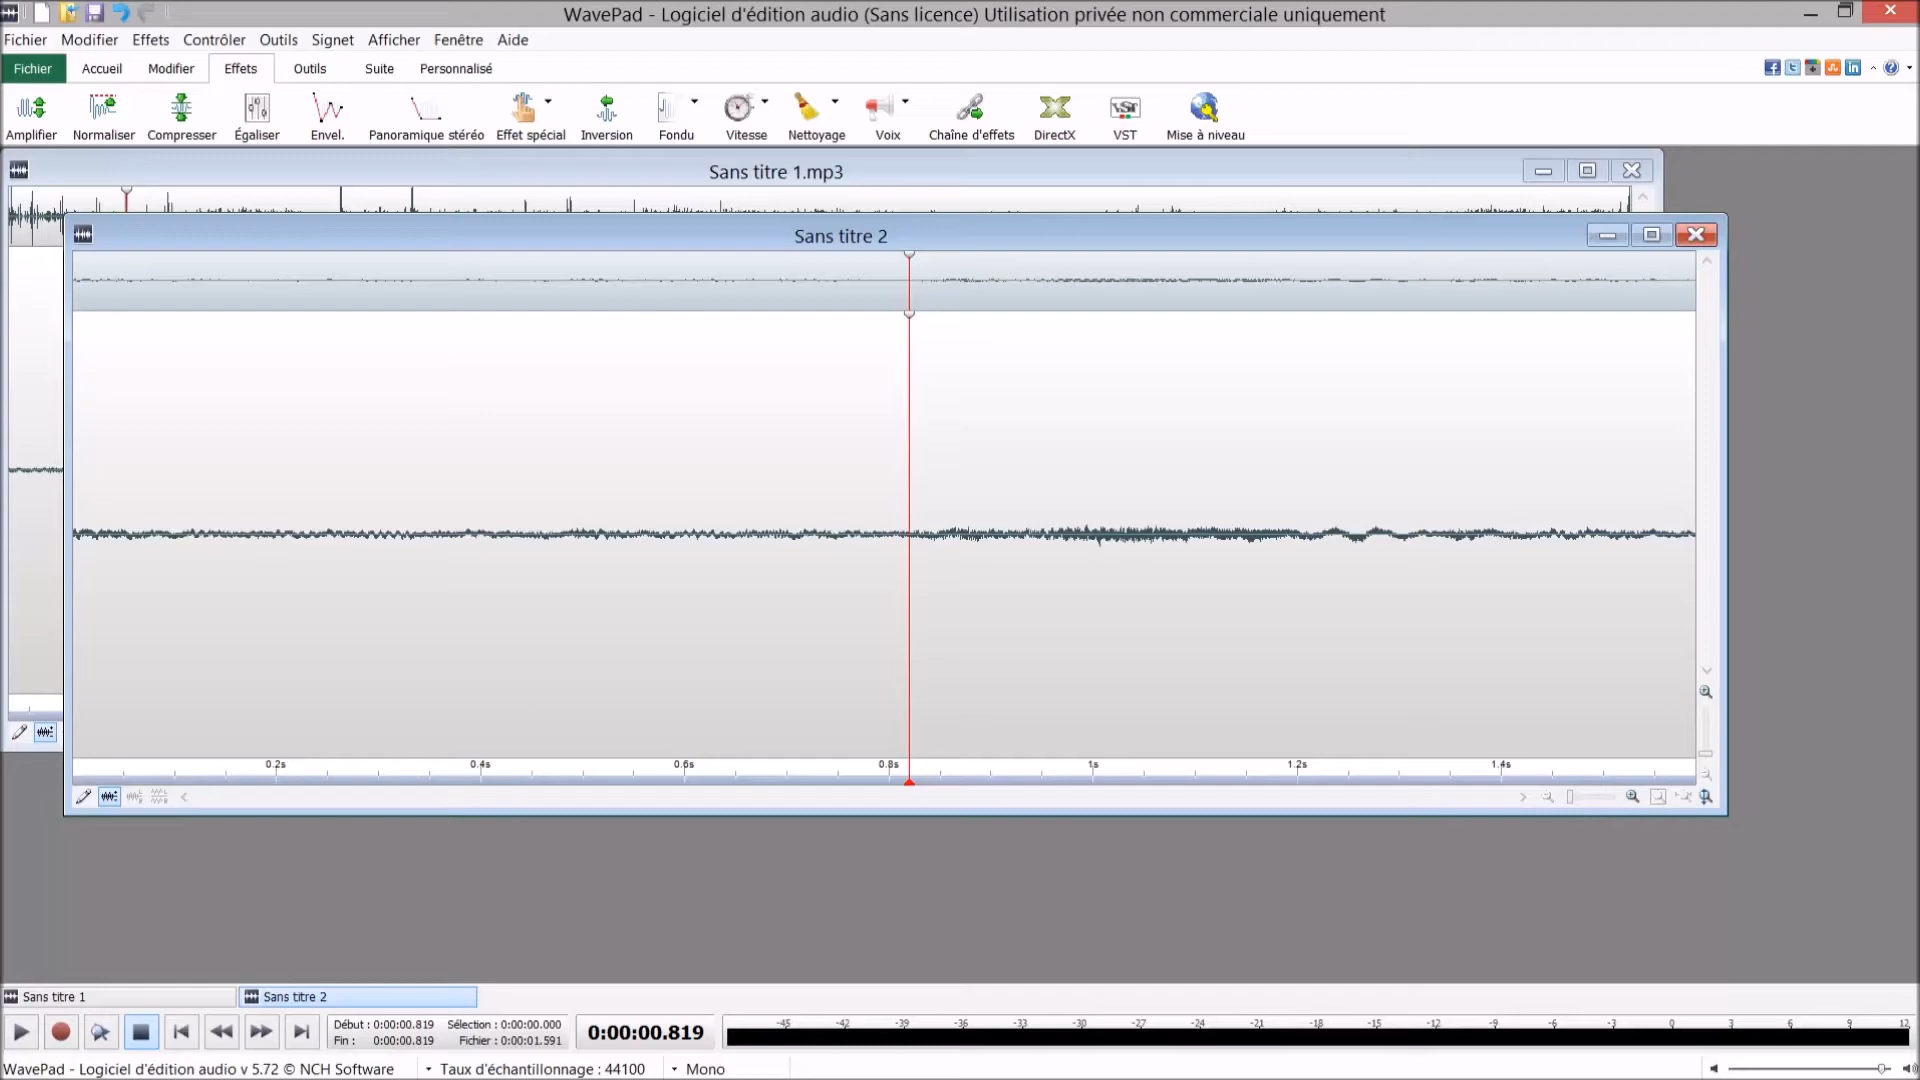 WavePad - Logiciel d'édition audio (Sans licence) Utilisation privée non commerciale uniquement
Fichier Modifier Effets Contrôler Outils Signet Afficher Fenêtre Aide
Fichier Accueil Modifier Effets Outils Suite Personnalisé
Amplifier Normaliser Compresser Égaliser Envel. Panoramique stéréo Effet spécial Inversion Fondu Vitesse Nettoyage Voix Chaîne d'effets DirectX VST Mise à niveau
Sans titre 1.mp3
Sans titre 2
0.2s 0.4s 0.6s 0.8s 1s 1.2s 1.4s
Sans titre 1 Sans titre 2
Début : 0:00:00.819 Sélection : 0:00:00.000
Fin : 0:00:00.819 Fichier : 0:00:01.591
0:00:00.819
-45 -42 -39 -36 -33 -30 -27 -24 -21 -18 -15 -12 -9 -6 -3 0 3 6 9 12
WavePad - Logiciel d'édition audio v 5.72 © NCH Software Taux d'échantillonnage : 44100 Mono